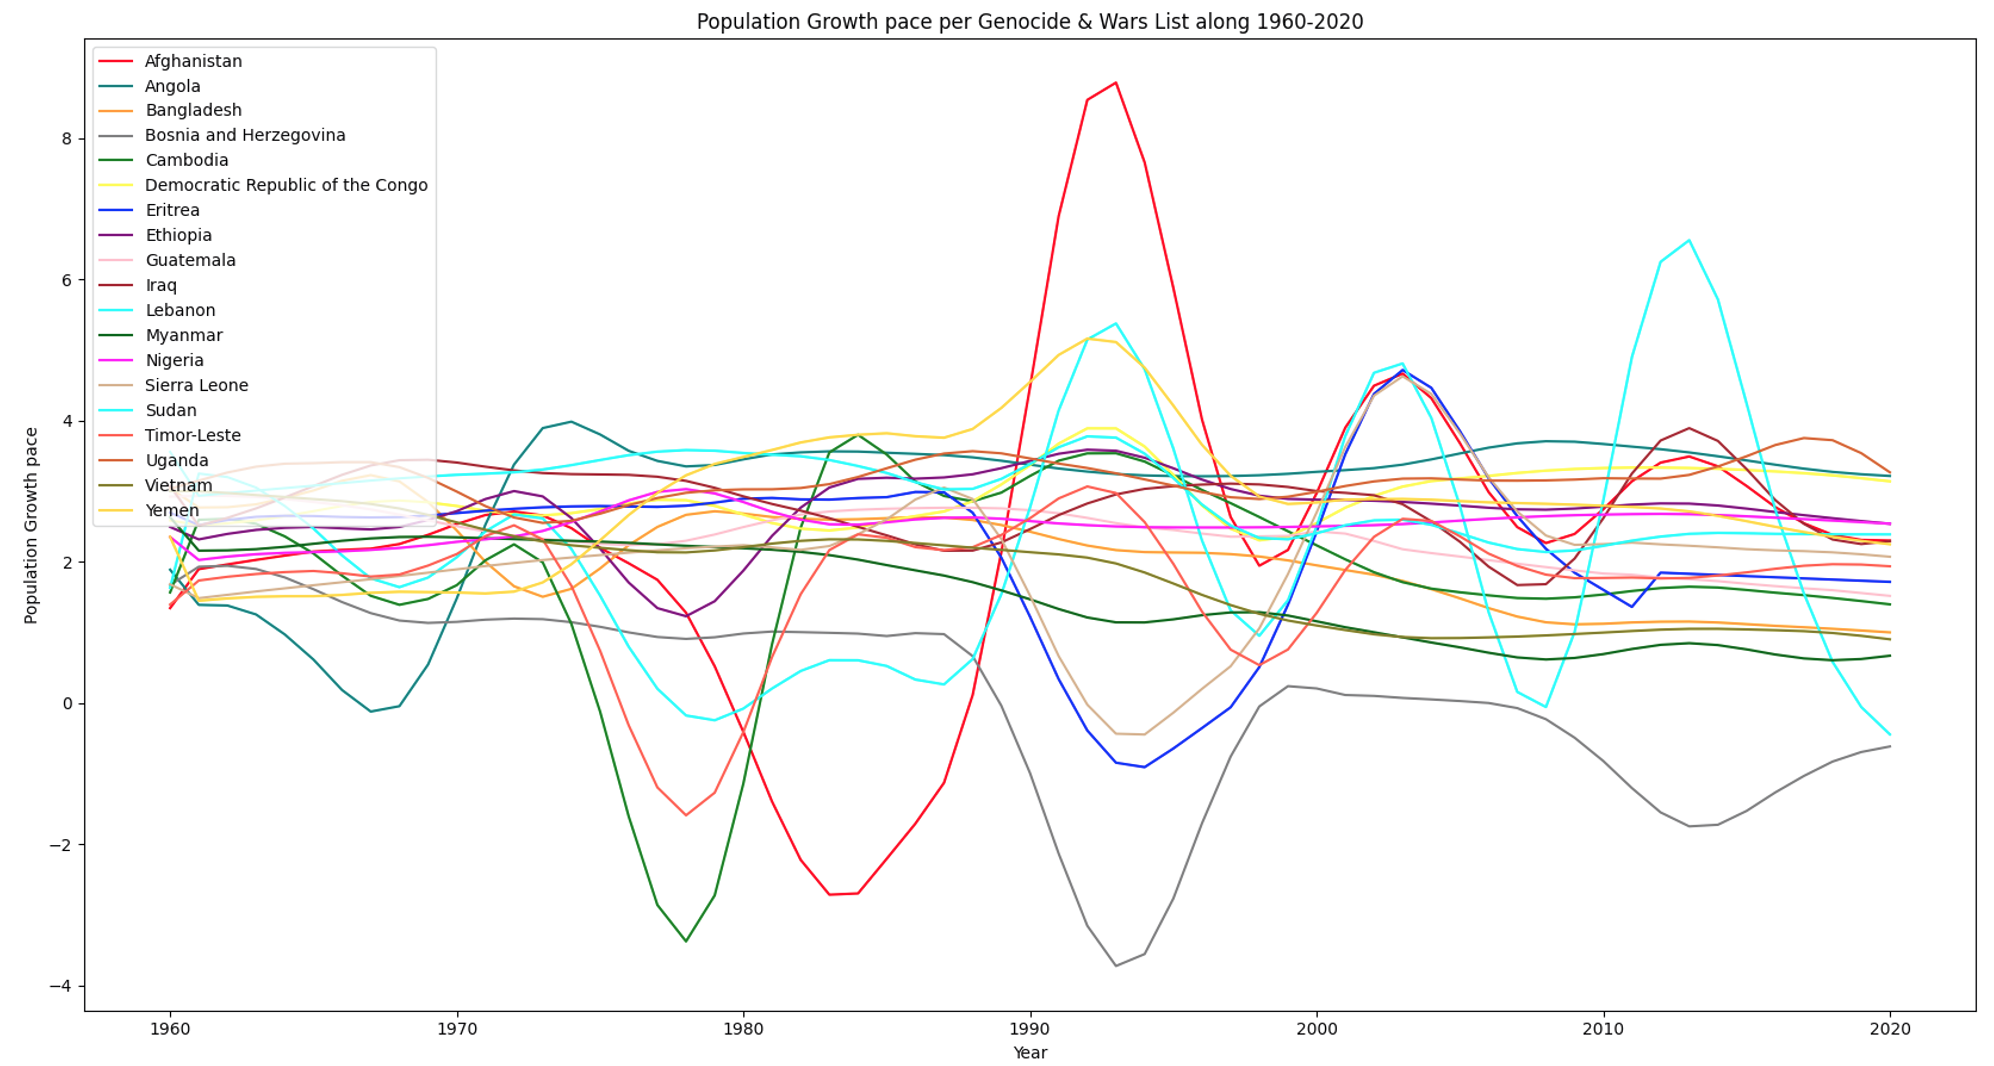 Population Growth pace per Genocide & Wars List along 1960-2020
Afghanistan
Angola
Bangladesh
Bosnia and Herzegovina
Cambodia
Democratic Republic of the Congo
Eritrea
Ethiopia
Guatemala
Iraq
Lebanon
Myanmar
Nigeria
Sierra Leone
Sudan
Timor-Leste
Uganda
Vietnam
Yemen
Population Growth pace
8
6
4
2
0
−2
−4
1960 1970 1980 1990 2000 2010 2020
Year